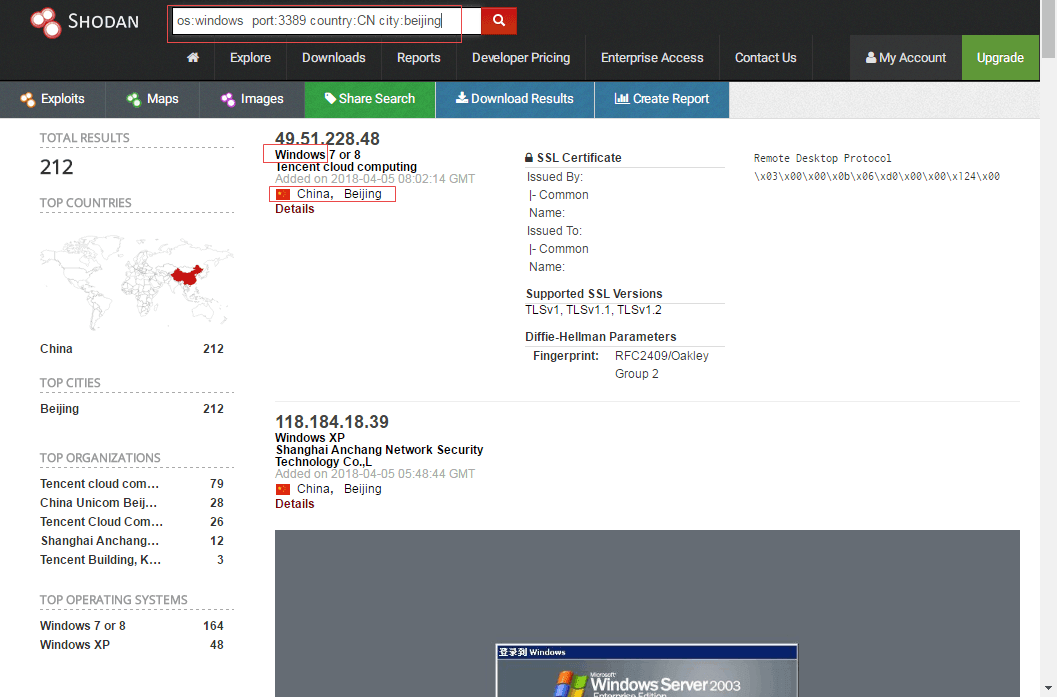 SHODAN
os:windows port:3389 country:CN city:beijing
Explore Downloads Reports Developer Pricing Enterprise Access Contact Us My Account Upgrade
Exploits Maps Images Share Search Download Results Create Report
TOTAL RESULTS
212
TOP COUNTRIES
China 212
TOP CITIES
Beijing 212
TOP ORGANIZATIONS
Tencent cloud com... 79
China Unicom Beij... 28
Tencent Cloud Com... 26
Shanghai Anchang... 12
Tencent Building, K... 3
TOP OPERATING SYSTEMS
Windows 7 or 8 164
Windows XP 48
49.51.228.48
Windows 7 or 8
Tencent cloud computing
Added on 2018-04-05 08:02:14 GMT
China, Beijing
Details
SSL Certificate
Issued By:
|- Common
Name:
Issued To:
|- Common
Name:
Supported SSL Versions
TLSv1, TLSv1.1, TLSv1.2
Diffie-Hellman Parameters
Fingerprint: RFC2409/Oakley
Group 2
Remote Desktop Protocol
\x03\x00\x00\x0b\x06\xd0\x00\x00\x124\x00
118.184.18.39
Windows XP
Shanghai Anchang Network Security
Technology Co.,L
Added on 2018-04-05 05:48:44 GMT
China, Beijing
Details
登录到 Windows
Microsoft
Windows Server 2003
Enterprise Edition